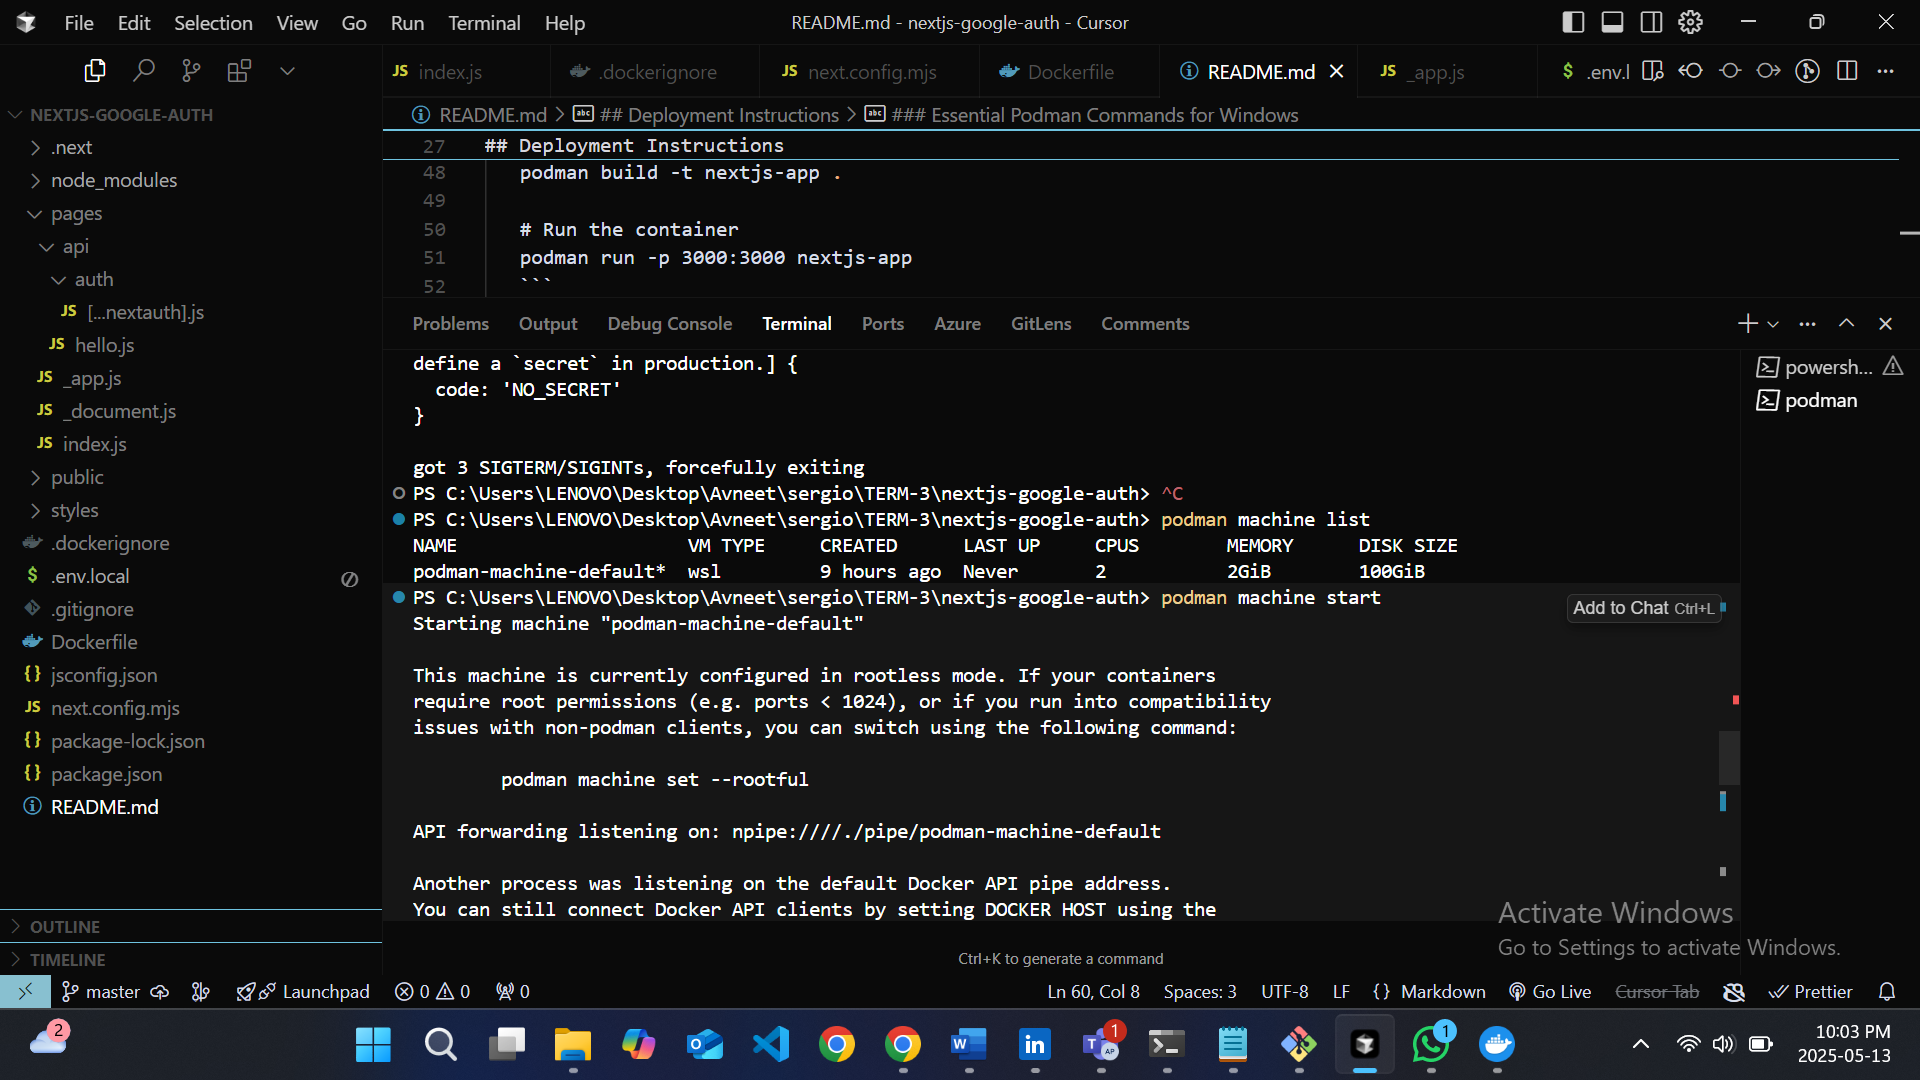 File Edit Selection View Go Run Terminal Help
README.md - nextjs-google-auth - Cursor
JS index.js
.dockerignore
JS next.config.mjs
Dockerfile
README.md
JS _app.js
$ .env.l
README.md > ## Deployment Instructions > ### Essential Podman Commands for Windows
NEXTJS-GOOGLE-AUTH
.next
node_modules
pages
api
auth
JS [...nextauth].js
JS hello.js
JS _app.js
JS _document.js
JS index.js
public
styles
.dockerignore
$ .env.local
.gitignore
Dockerfile
{} jsconfig.json
JS next.config.mjs
{} package-lock.json
{} package.json
README.md
OUTLINE
TIMELINE
27 ## Deployment Instructions
48 podman build -t nextjs-app .
49
50 # Run the container
51 podman run -p 3000:3000 nextjs-app
52 ```
Problems Output Debug Console Terminal Ports Azure GitLens Comments
define a `secret` in production.] {
code: 'NO_SECRET'
}
got 3 SIGTERM/SIGINTs, forcefully exiting
PS C:\Users\LENOVO\Desktop\Avneet\sergio\TERM-3\nextjs-google-auth> ^C
PS C:\Users\LENOVO\Desktop\Avneet\sergio\TERM-3\nextjs-google-auth> podman machine list
NAME VM TYPE CREATED LAST UP CPUS MEMORY DISK SIZE
podman-machine-default* wsl 9 hours ago Never 2 2GiB 100GiB
PS C:\Users\LENOVO\Desktop\Avneet\sergio\TERM-3\nextjs-google-auth> podman machine start
Starting machine "podman-machine-default"
This machine is currently configured in rootless mode. If your containers
require root permissions (e.g. ports < 1024), or if you run into compatibility
issues with non-podman clients, you can switch using the following command:
podman machine set --rootful
API forwarding listening on: npipe:////./pipe/podman-machine-default
Another process was listening on the default Docker API pipe address.
You can still connect Docker API clients by setting DOCKER HOST using the
powersh...
podman
Add to Chat Ctrl+L
Ctrl+K to generate a command
Activate Windows
Go to Settings to activate Windows.
master Launchpad 0 0 0
Ln 60, Col 8 Spaces: 3 UTF-8 LF {} Markdown Go Live Cursor Tab Prettier
2
1
1
10:03 PM
2025-05-13